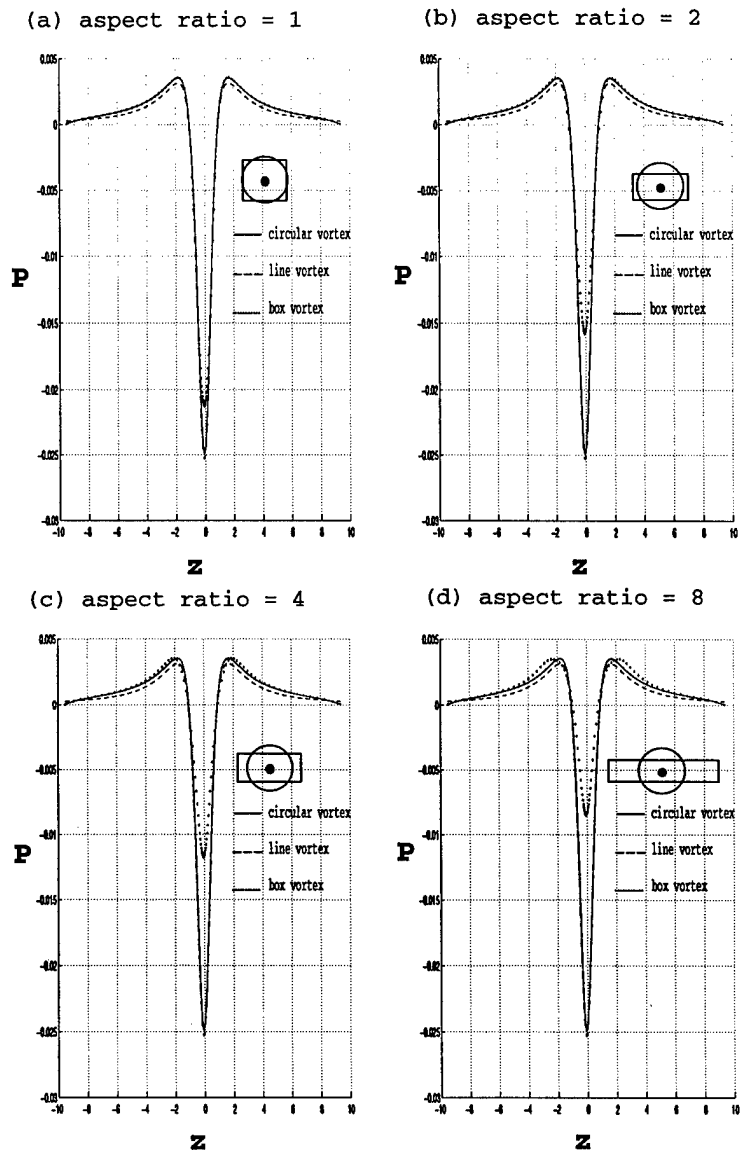 (a) aspect ratio = 1
0.005
0
-0.005
-0.01
-0.015
-0.02
-0.025
-0.03
P
circular vortex
line vortex
box vortex
-10 -8 -6 -4 -2 0 2 4 6 8 10
z
(b) aspect ratio = 2
0.005
0
-0.005
-0.01
-0.015
-0.02
-0.025
-0.03
P
circular vortex
line vortex
box vortex
-10 -8 -6 -4 -2 0 2 4 6 8 10
z
(c) aspect ratio = 4
0.005
0
-0.005
-0.01
-0.015
-0.02
-0.025
-0.03
P
circular vortex
line vortex
box vortex
-10 -8 -6 -4 -2 0 2 4 6 8 10
z
(d) aspect ratio = 8
0.005
0
-0.005
-0.01
-0.015
-0.02
-0.025
-0.03
P
circular vortex
line vortex
box vortex
-10 -8 -6 -4 -2 0 2 4 6 8 10
z